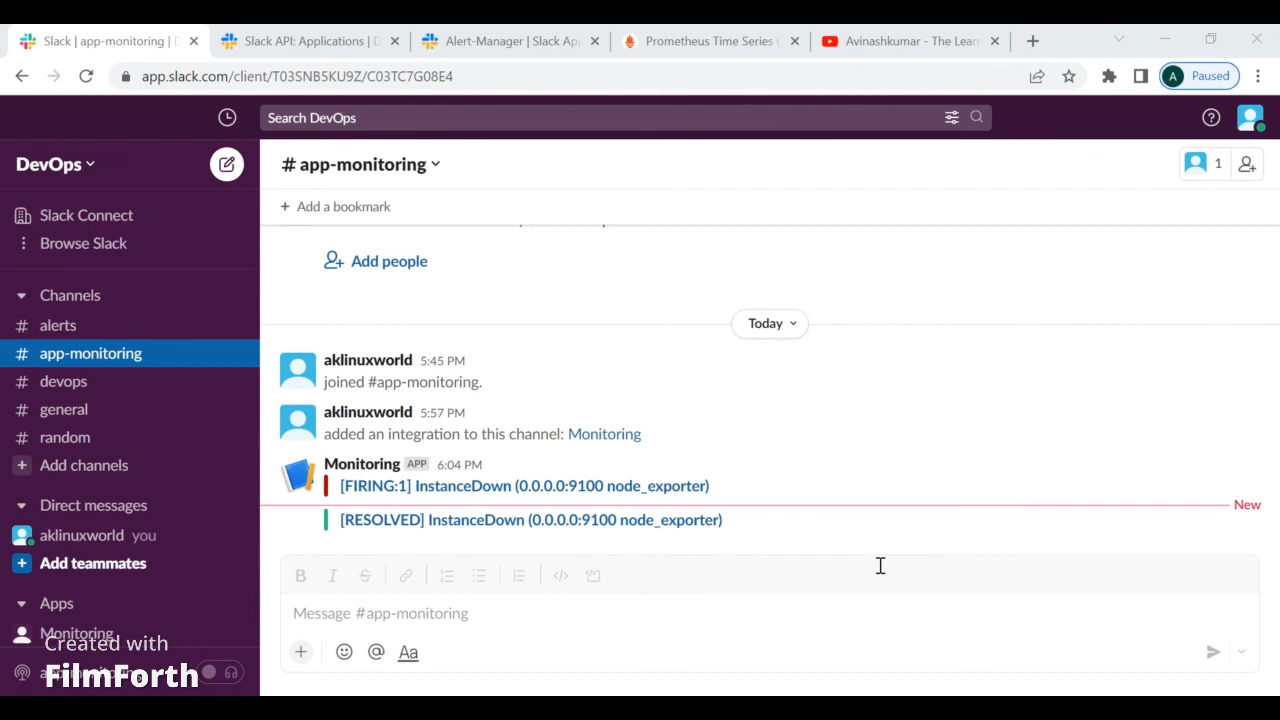 Slack | app-monitoring | D
Slack API: Applications | D
Alert-Manager | Slack App
Prometheus Time Series C
Avinashkumar - The Learn
app.slack.com/client/T03SNB5KU9Z/C03TC7G08E4
A Paused
Search DevOps
DevOps
# app-monitoring
1
+ Add a bookmark
Slack Connect
Browse Slack
Add people
Channels
# alerts
# app-monitoring
# devops
# general
# random
+ Add channels
Today
aklinuxworld 5:45 PM
joined #app-monitoring.
aklinuxworld 5:57 PM
added an integration to this channel: Monitoring
Monitoring APP 6:04 PM
[FIRING:1] InstanceDown (0.0.0.0:9100 node_exporter)
New
[RESOLVED] InstanceDown (0.0.0.0:9100 node_exporter)
Direct messages
aklinuxworld you
+ Add teammates
Apps
Monitoring
B I S
Message #app-monitoring
+ @ Aa
Created with
FilmForth